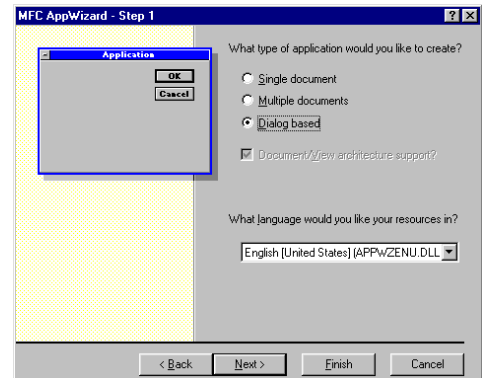 MFC AppWizard - Step 1
Application
OK
Cancel
What type of application would you like to create?
Single document
Multiple documents
Dialog based
Document/View architecture support?
What language would you like your resources in?
English [United States] (APPWZENU.DLL
< Back
Next >
Finish
Cancel